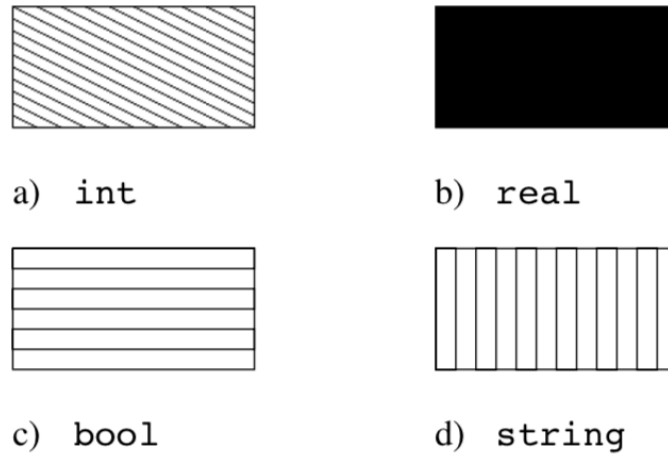 a) int
b) real
c) bool
d) string